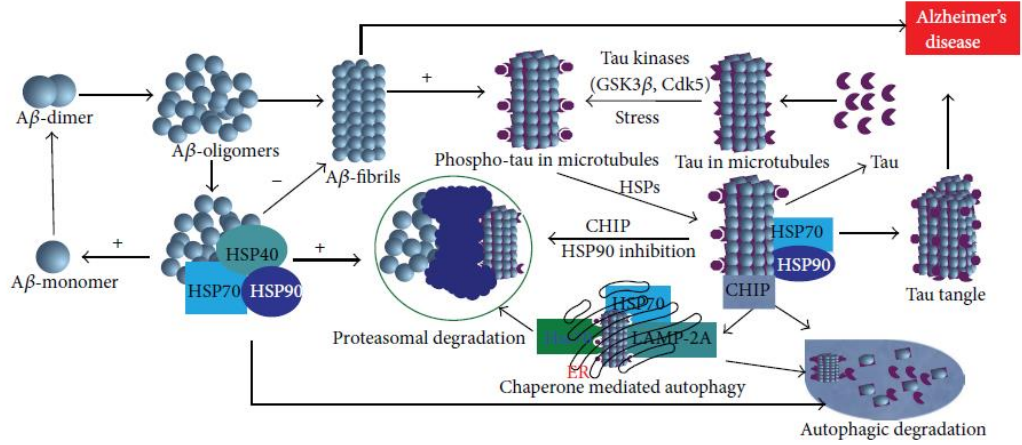 Alzheimer's
disease
Tau kinases
(GSK3β, Cdk5)
Stress
+
Aβ-dimer
Aβ-oligomers
Aβ-fibrils
Phospho-tau in microtubules
Tau in microtubules
Tau
−
HSPs
CHIP
HSP90 inhibition
HSP70
HSP90
CHIP
Tau tangle
+
+
HSP40
HSP70
HSP90
Aβ-monomer
Proteasomal degradation
HSP70
LAMP-2A
ER
Chaperone mediated autophagy
Autophagic degradation